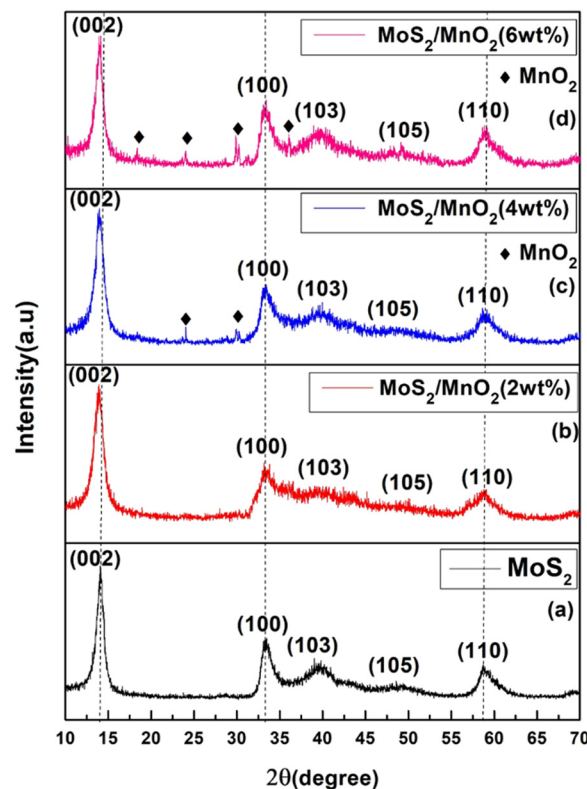 (002)
MoS₂/MnO₂(6wt%)
(100)
◆ MnO₂
(103)
(110)
(d)
(105)
(002)
MoS₂/MnO₂(4wt%)
◆ MnO₂
(100)
(103)
(110)
(c)
(105)
(002)
MoS₂/MnO₂(2wt%)
(b)
(100)
(103)
(110)
(105)
(002)
MoS₂
(a)
(100)
(103)
(110)
(105)
Intensity(a.u)
10 15 20 25 30 35 40 45 50 55 60 65 70
2θ(degree)